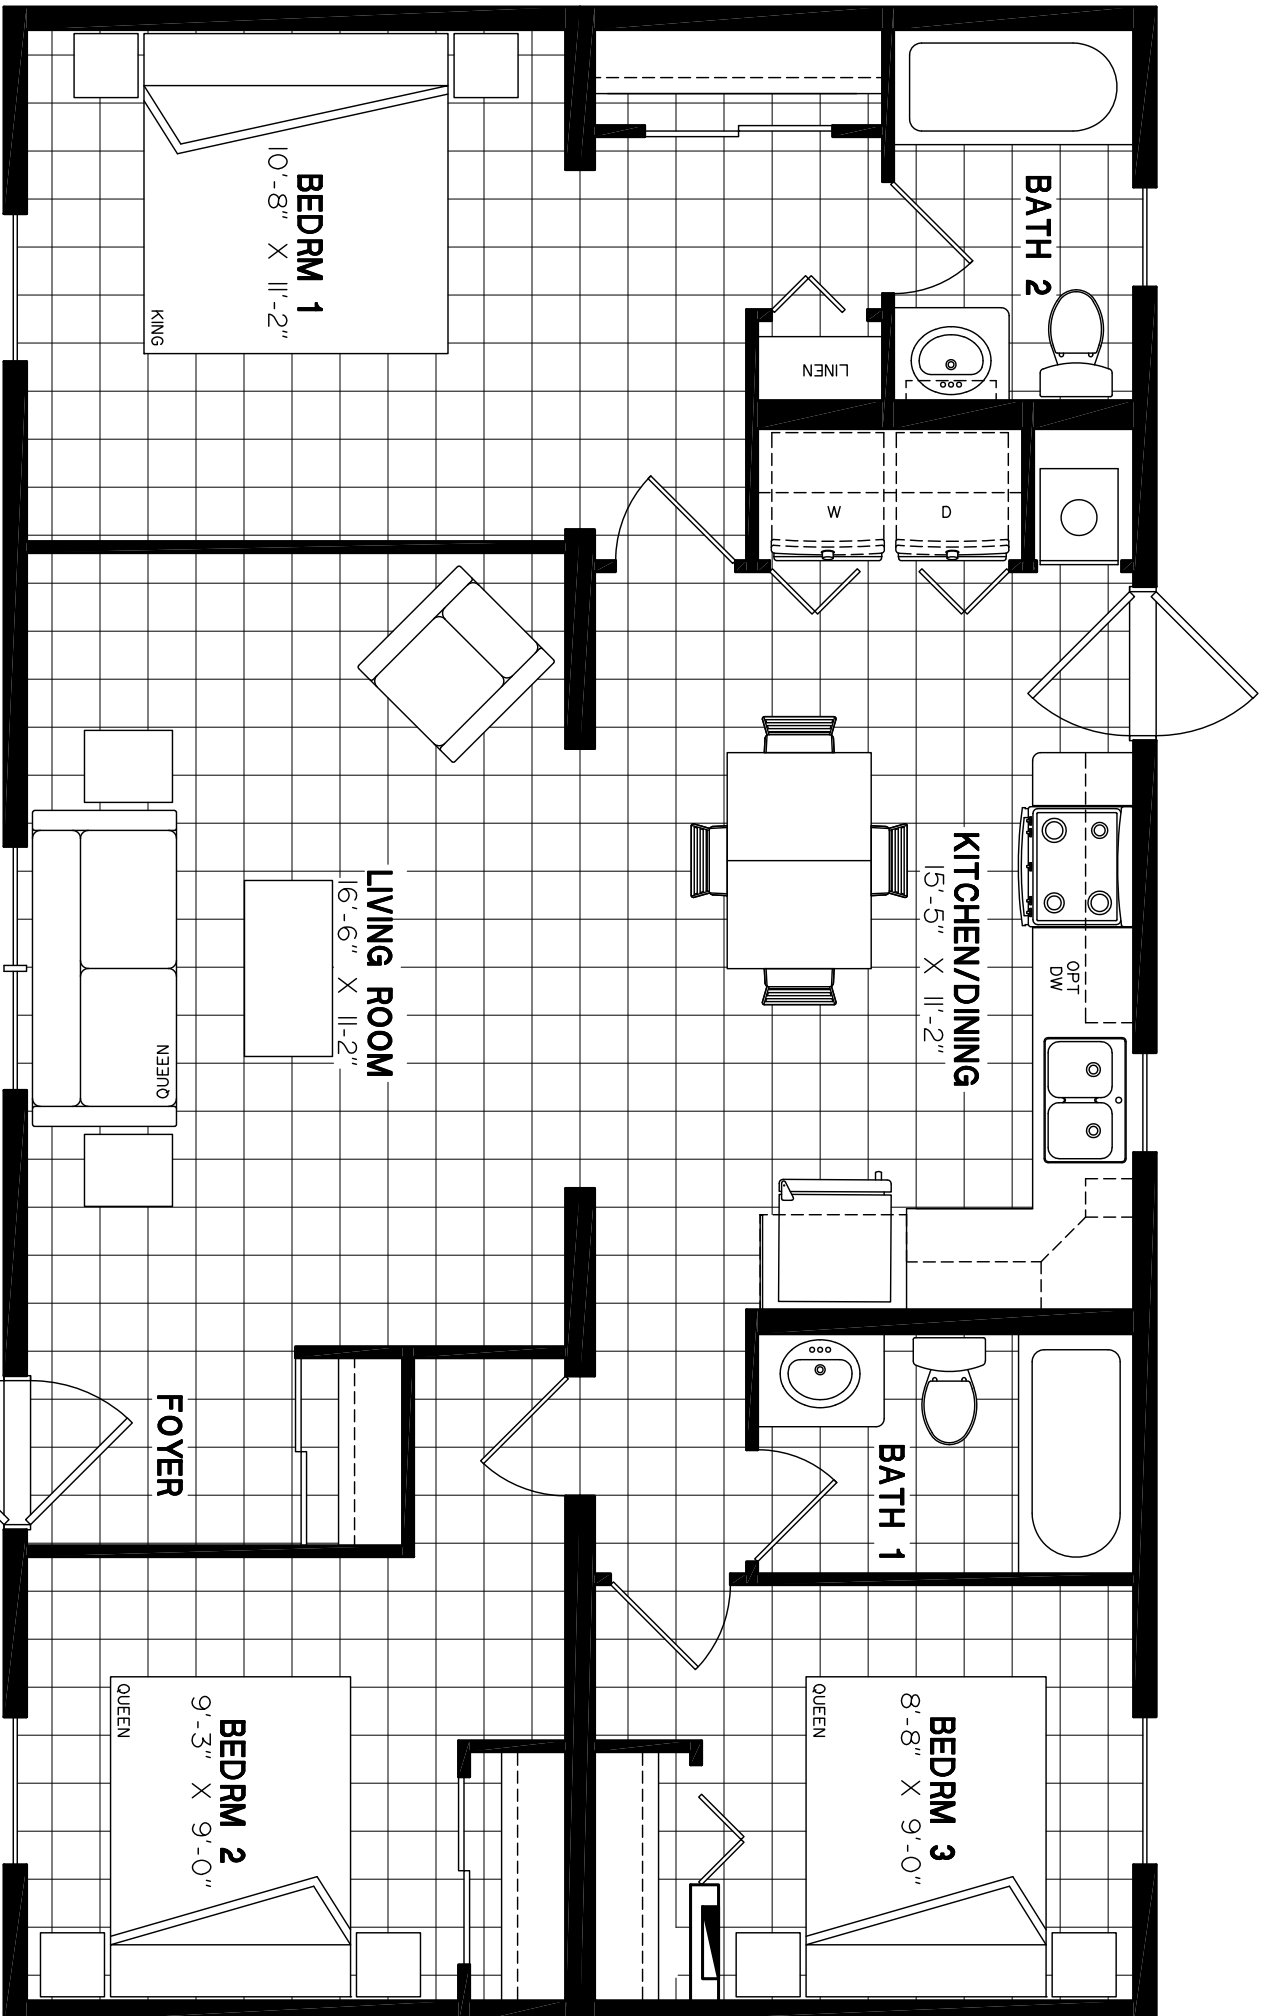 BATH 2
BEDRM 1
10'-8" X 11'-2"
KING
LINEN
W
D
KITCHEN/DINING
15'-5" X 11'-2"
OPT
DW
LIVING ROOM
16'-6" X 11-2"
QUEEN
BATH 1
FOYER
BEDRM 3
8'-8" X 9'-0"
QUEEN
BEDRM 2
9'-3" X 9'-0"
QUEEN